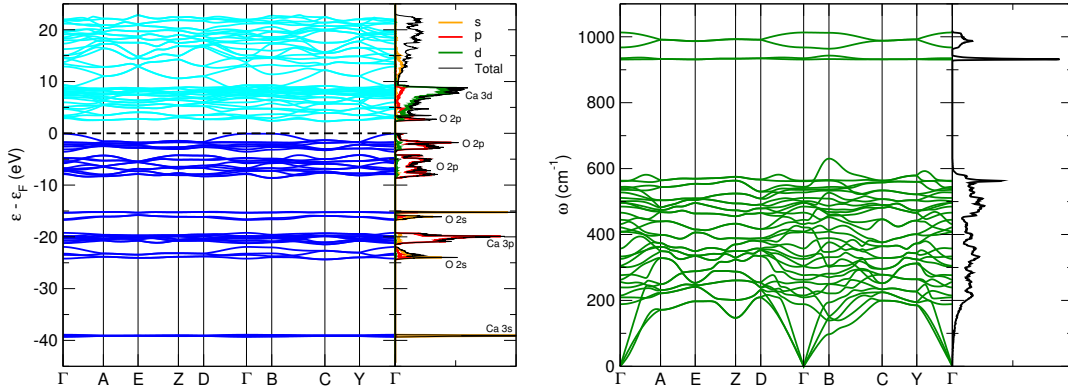 20
10
0
-10
-20
-30
-40
ε - ε_F (eV)
s
p
d
Total
Ca 3d
O 2p
O 2p
O 2p
O 2s
Ca 3p
O 2s
Ca 3s
Γ A E Z D Γ B C Y Γ
1000
800
600
400
200
0
ω (cm⁻¹)
Γ A E Z D Γ B C Y Γ